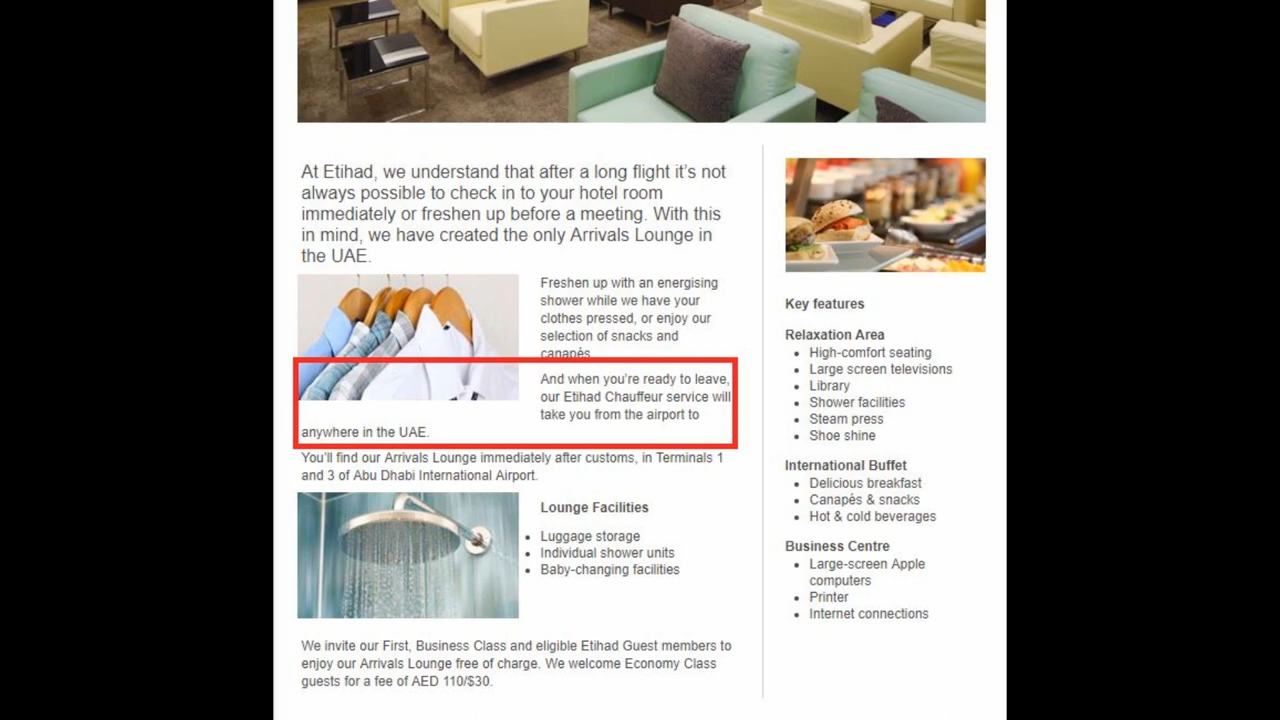 At Etihad, we understand that after a long flight it's not
always possible to check in to your hotel room
immediately or freshen up before a meeting. With this
in mind, we have created the only Arrivals Lounge in
the UAE.
Freshen up with an energising
shower while we have your
clothes pressed, or enjoy our
selection of snacks and
canapés.
And when you're ready to leave,
our Etihad Chauffeur service will
take you from the airport to
anywhere in the UAE.
You'll find our Arrivals Lounge immediately after customs, in Terminals 1
and 3 of Abu Dhabi International Airport.
Lounge Facilities
• Luggage storage
• Individual shower units
• Baby-changing facilities
We invite our First, Business Class and eligible Etihad Guest members to
enjoy our Arrivals Lounge free of charge. We welcome Economy Class
guests for a fee of AED 110/$30.
Key features
Relaxation Area
• High-comfort seating
• Large screen televisions
• Library
• Shower facilities
• Steam press
• Shoe shine
International Buffet
• Delicious breakfast
• Canapés & snacks
• Hot & cold beverages
Business Centre
• Large-screen Apple
computers
• Printer
• Internet connections